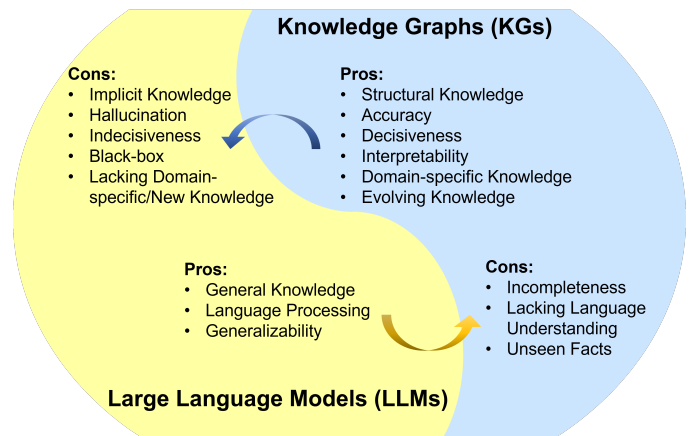 Knowledge Graphs (KGs)
Cons:
• Implicit Knowledge
• Hallucination
• Indecisiveness
• Black-box
• Lacking Domain-
specific/New Knowledge
Pros:
• Structural Knowledge
• Accuracy
• Decisiveness
• Interpretability
• Domain-specific Knowledge
• Evolving Knowledge
Pros:
• General Knowledge
• Language Processing
• Generalizability
Cons:
• Incompleteness
• Lacking Language
Understanding
• Unseen Facts
Large Language Models (LLMs)